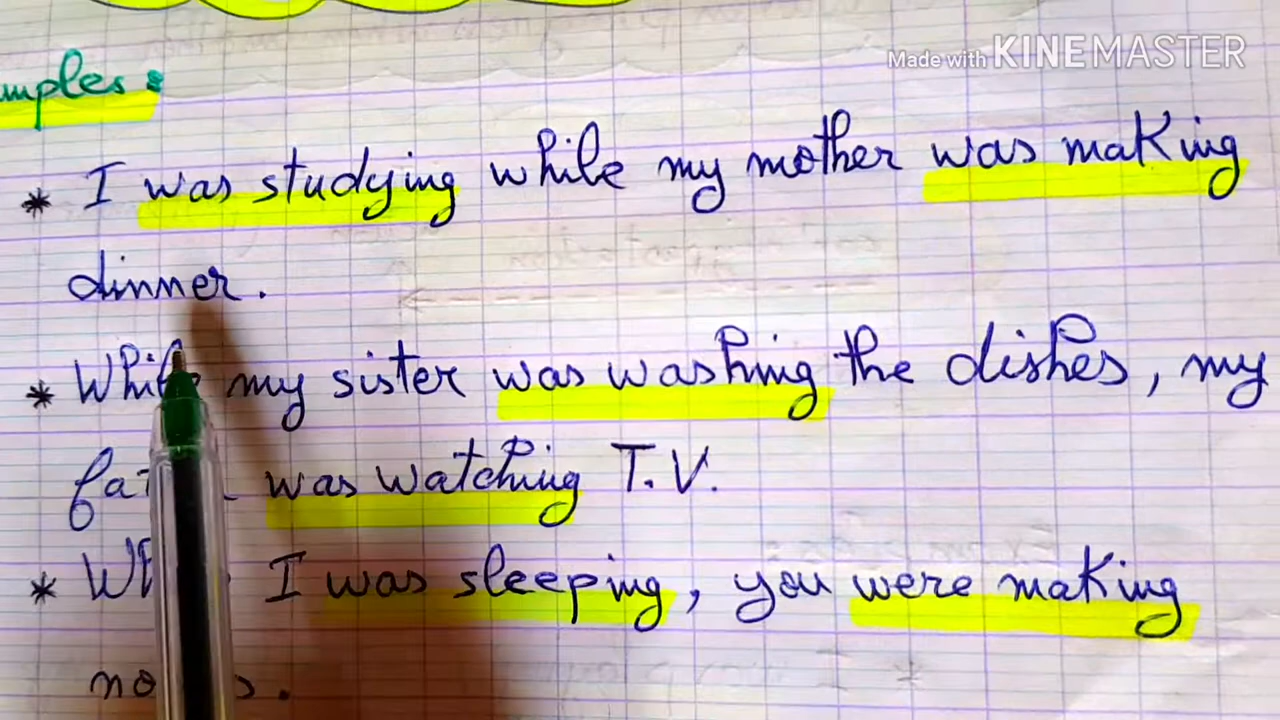 Made with KINEMASTER
mples :
* I was studying while my mother was making
dinner.
* While my sister was washing the dishes, my
was watching T.V.
* I was sleeping, you were making